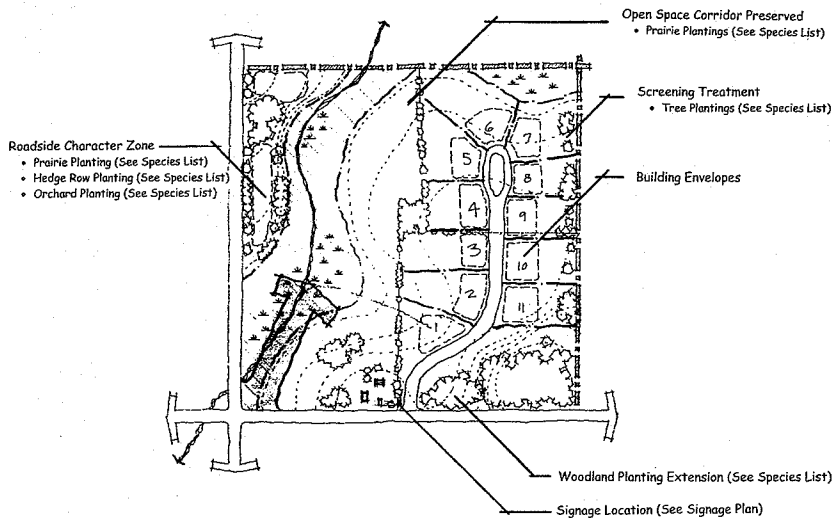 Open Space Corridor Preserved
• Prairie Plantings (See Species List)
Screening Treatment
• Tree Plantings (See Species List)
Roadside Character Zone
• Prairie Planting (See Species List)
• Hedge Row Planting (See Species List)
• Orchard Planting (See Species List)
Building Envelopes
6
7
5
8
4
9
3
10
2
11
1
Woodland Planting Extension (See Species List)
Signage Location (See Signage Plan)